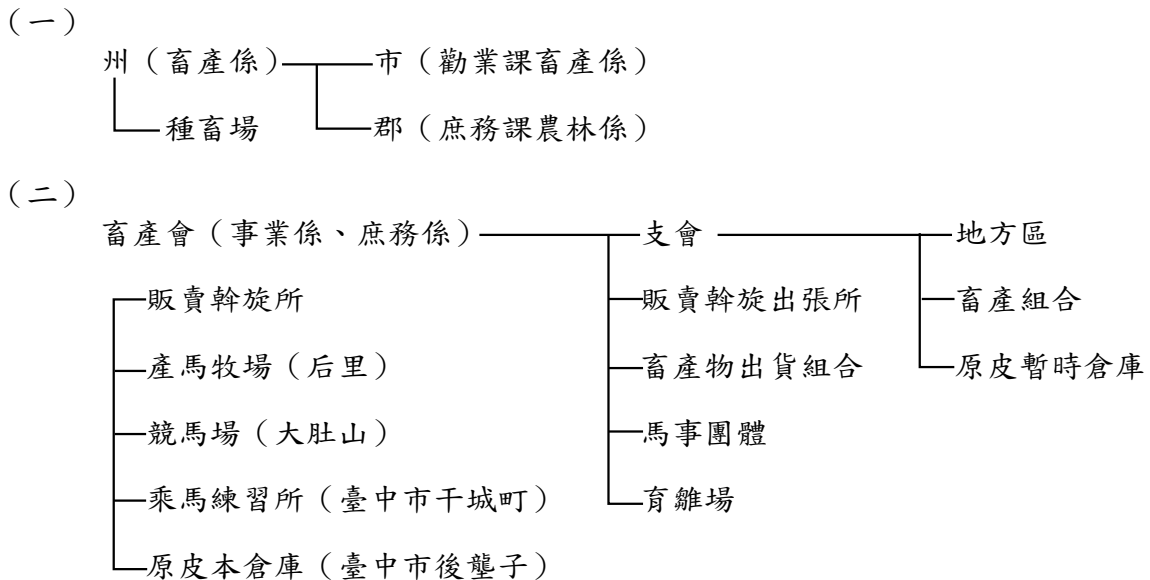 （一）
州（畜產係） 市（勸業課畜產係）
種畜場 郡（庶務課農林係）
（二）
畜產會（事業係、庶務係） 支會 地方區
販賣斡旋所 販賣斡旋出張所 畜產組合
產馬牧場（后里） 畜產物出貨組合 原皮暫時倉庫
競馬場（大肚山） 馬事團體
乘馬練習所（臺中市干城町） 育雛場
原皮本倉庫（臺中市後壠子）